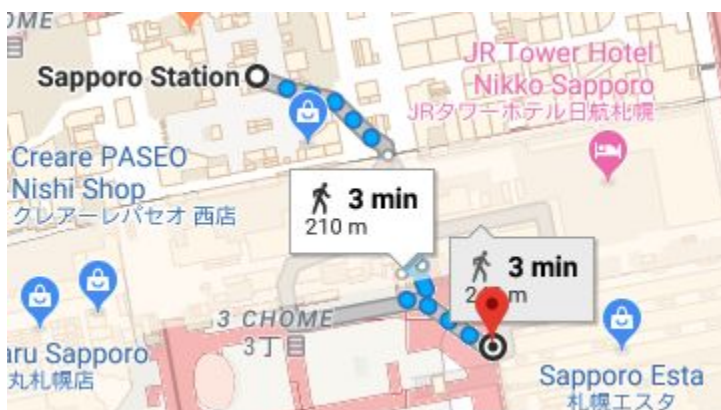 OME
目
Sapporo Station
JR Tower Hotel
Nikko Sapporo
JRタワーホテル日航札幌
Creare PASEO
Nishi Shop
クレアーレパセオ 西店
3 min
210 m
3 min
3 CHOME
3丁目
aru Sapporo
丸札幌店
Sapporo Esta
札幌エスタ